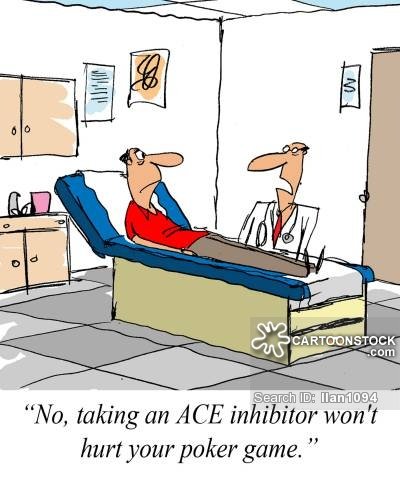 CARTOONSTOCK
.com
Search ID: llan1094
“No, taking an ACE inhibitor won't
hurt your poker game.”